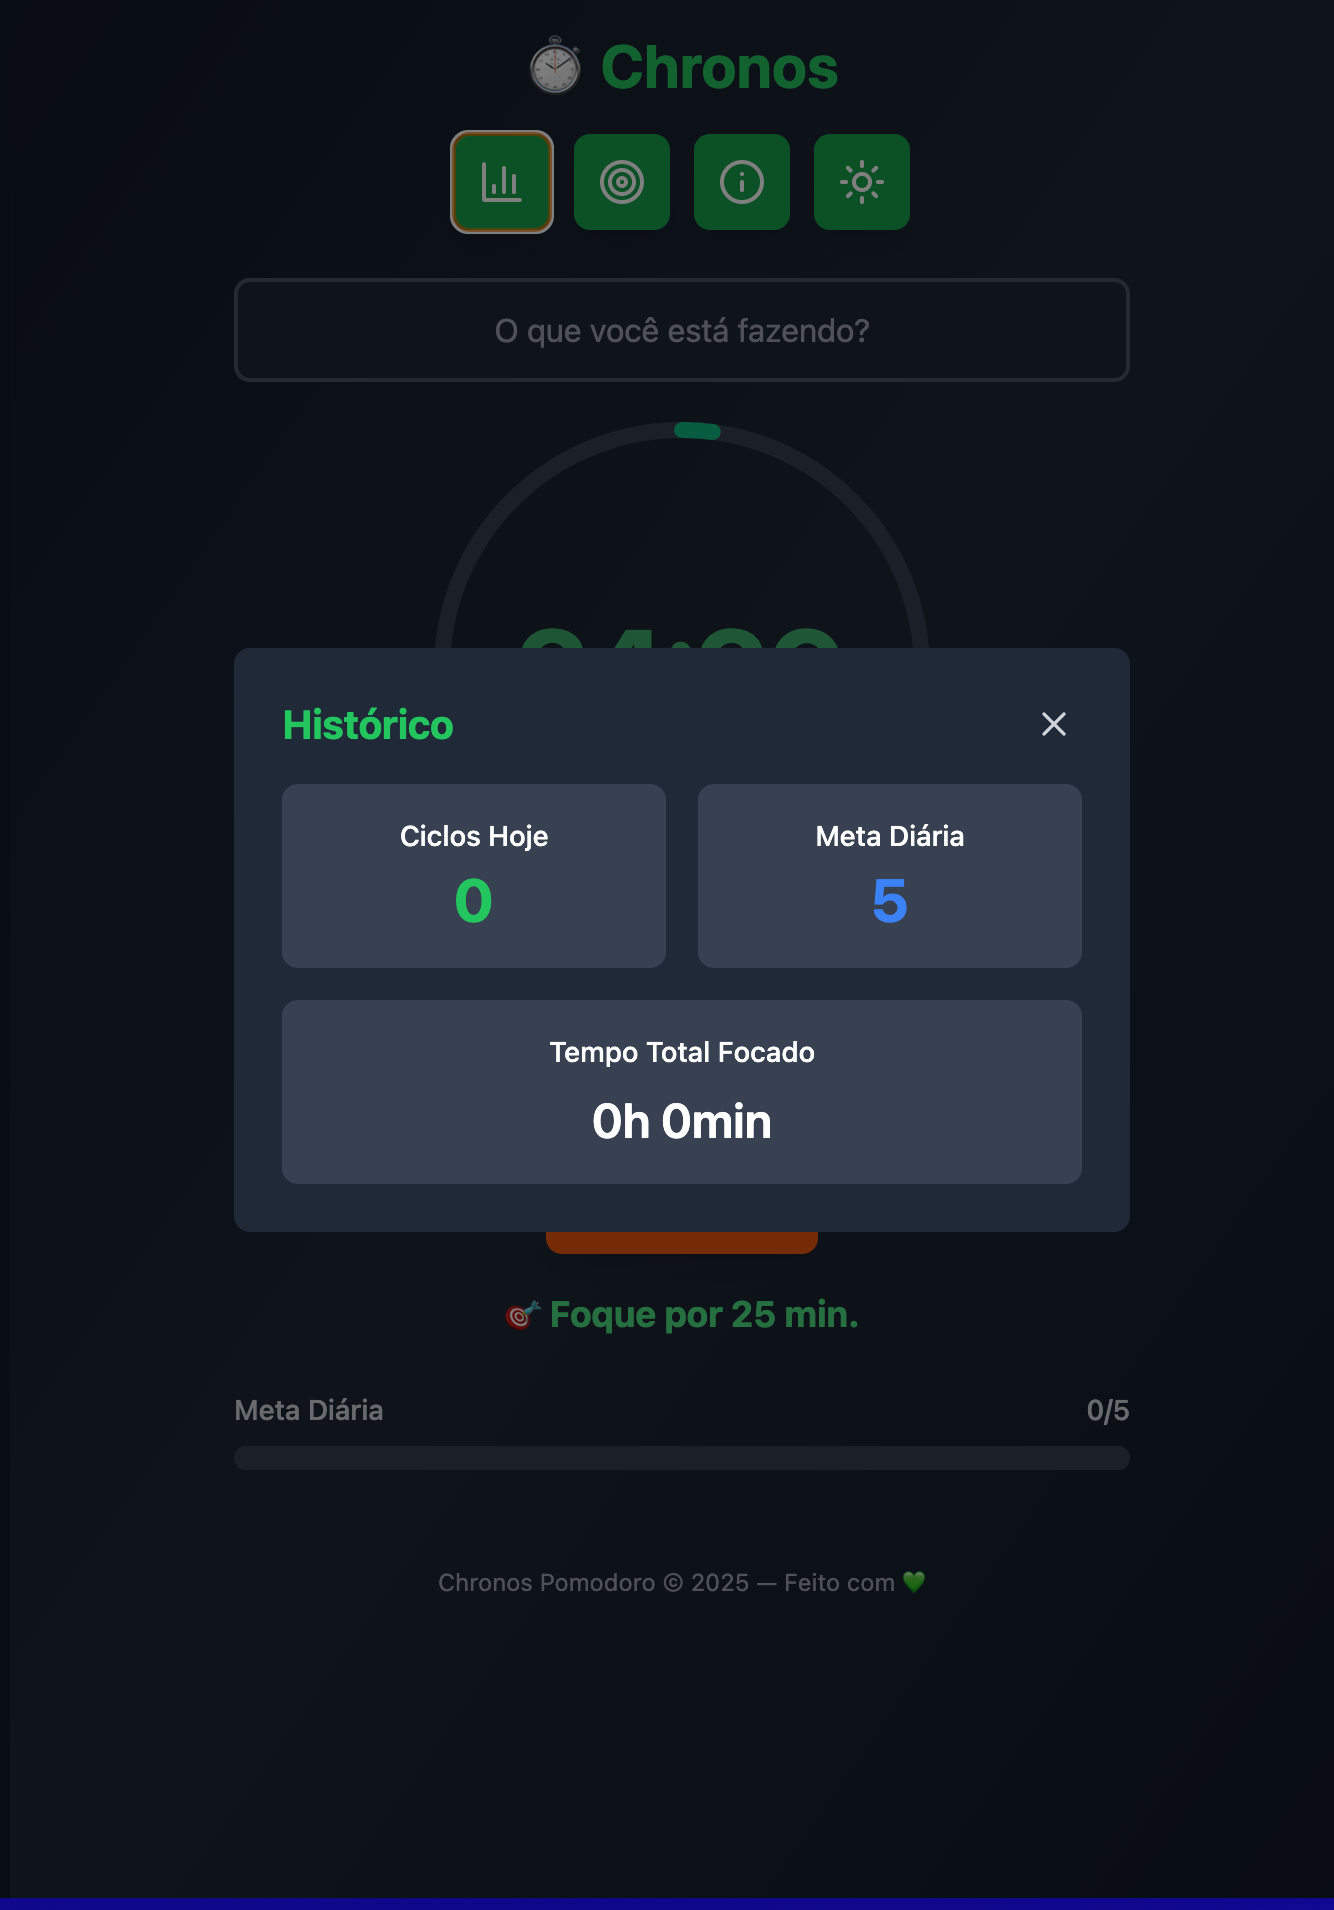 Chronos
O que você está fazendo?
Histórico
Ciclos Hoje
0
Meta Diária
5
Tempo Total Focado
0h 0min
Foque por 25 min.
Meta Diária
0/5
Chronos Pomodoro © 2025 — Feito com 💚